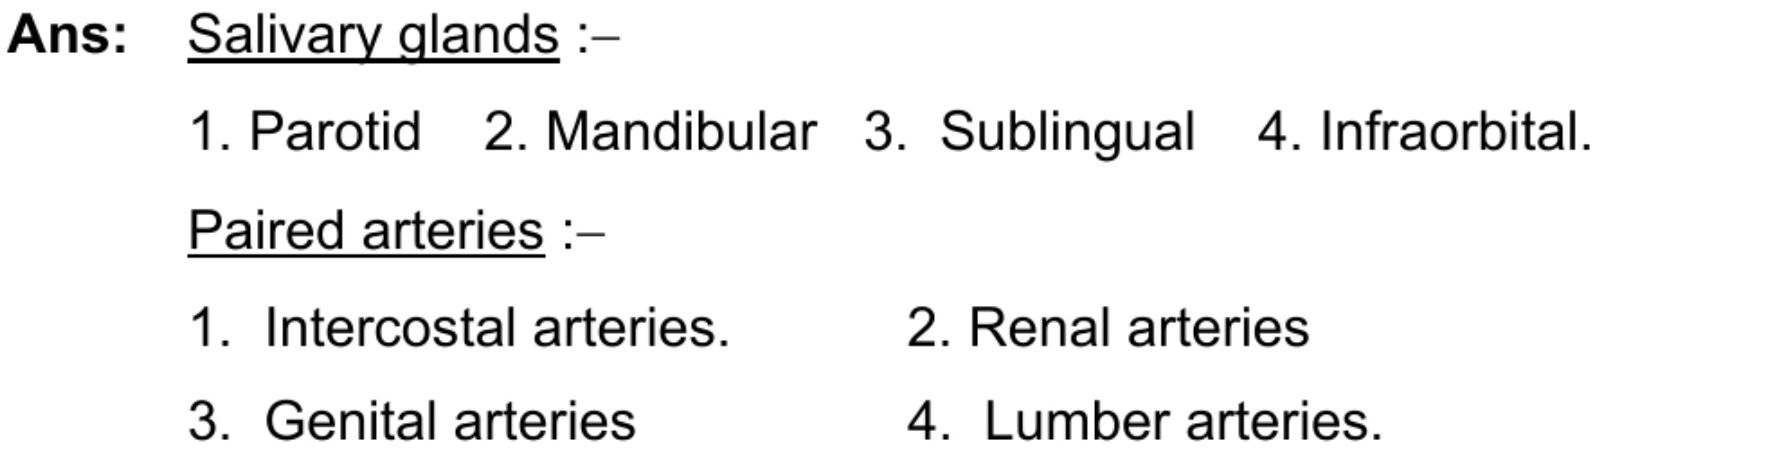 Ans: Salivary glands :–
1. Parotid 2. Mandibular 3. Sublingual 4. Infraorbital.
Paired arteries :–
1. Intercostal arteries. 2. Renal arteries
3. Genital arteries 4. Lumber arteries.